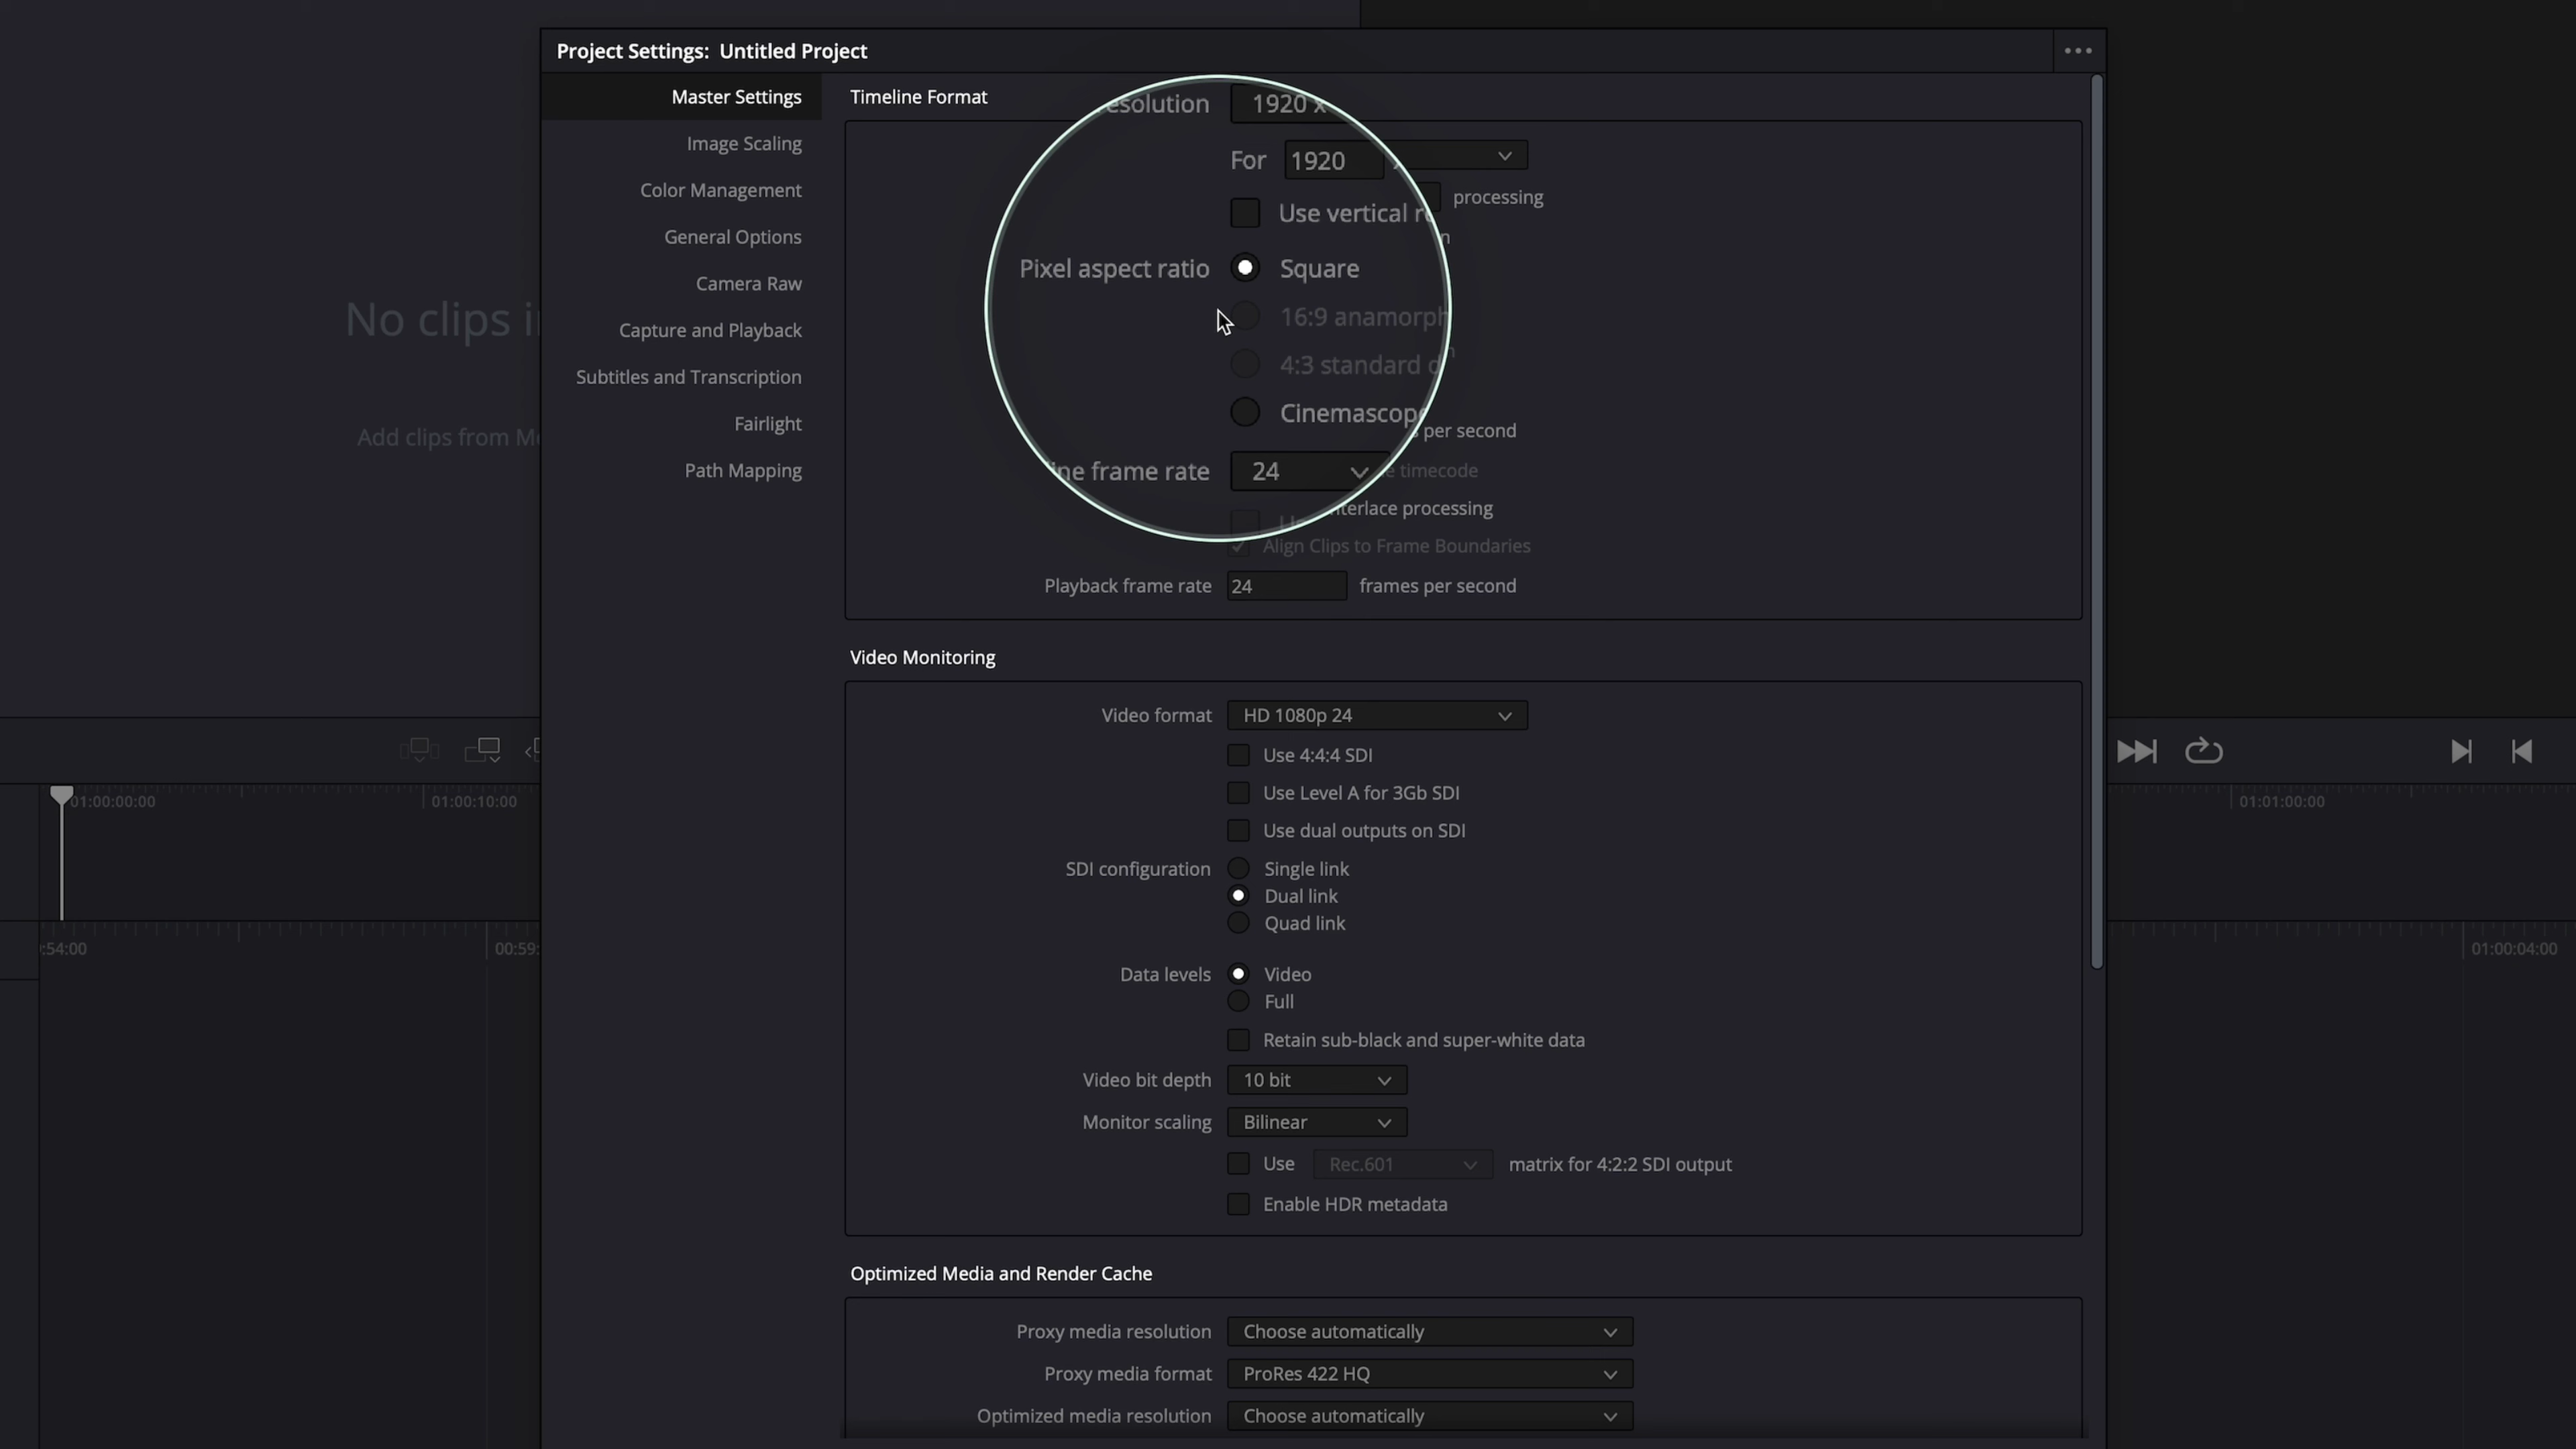 Project Settings: Untitled Project
Master Settings
Image Scaling
Color Management
General Options
Camera Raw
Capture and Playback
Subtitles and Transcription
Fairlight
Path Mapping
No clips
Add clips from
Timeline Format
1920 x
For 1920
processing
Use vertical
Pixel aspect ratio Square
16:9
4:3 standard
Cinemascope
per second
frame rate 24
timecode
processing
Align Clips to Frame Boundaries
Playback frame rate 24 frames per second
Video Monitoring
Video format HD 1080p 24
Use 4:4:4 SDI
Use Level A for 3Gb SDI
Use dual outputs on SDI
SDI configuration Single link
Dual link
Quad link
Data levels Video
Full
Retain sub-black and super-white data
Video bit depth 10 bit
Monitor scaling Bilinear
Use Rec.601 matrix for 4:2:2 SDI output
Enable HDR metadata
Optimized Media and Render Cache
Proxy media resolution Choose automatically
Proxy media format ProRes 422 HQ
Optimized media resolution Choose automatically
01:00:00:00
01:00:10:00
01:01:00:00
:54:00
00:59:
01:00:04:00